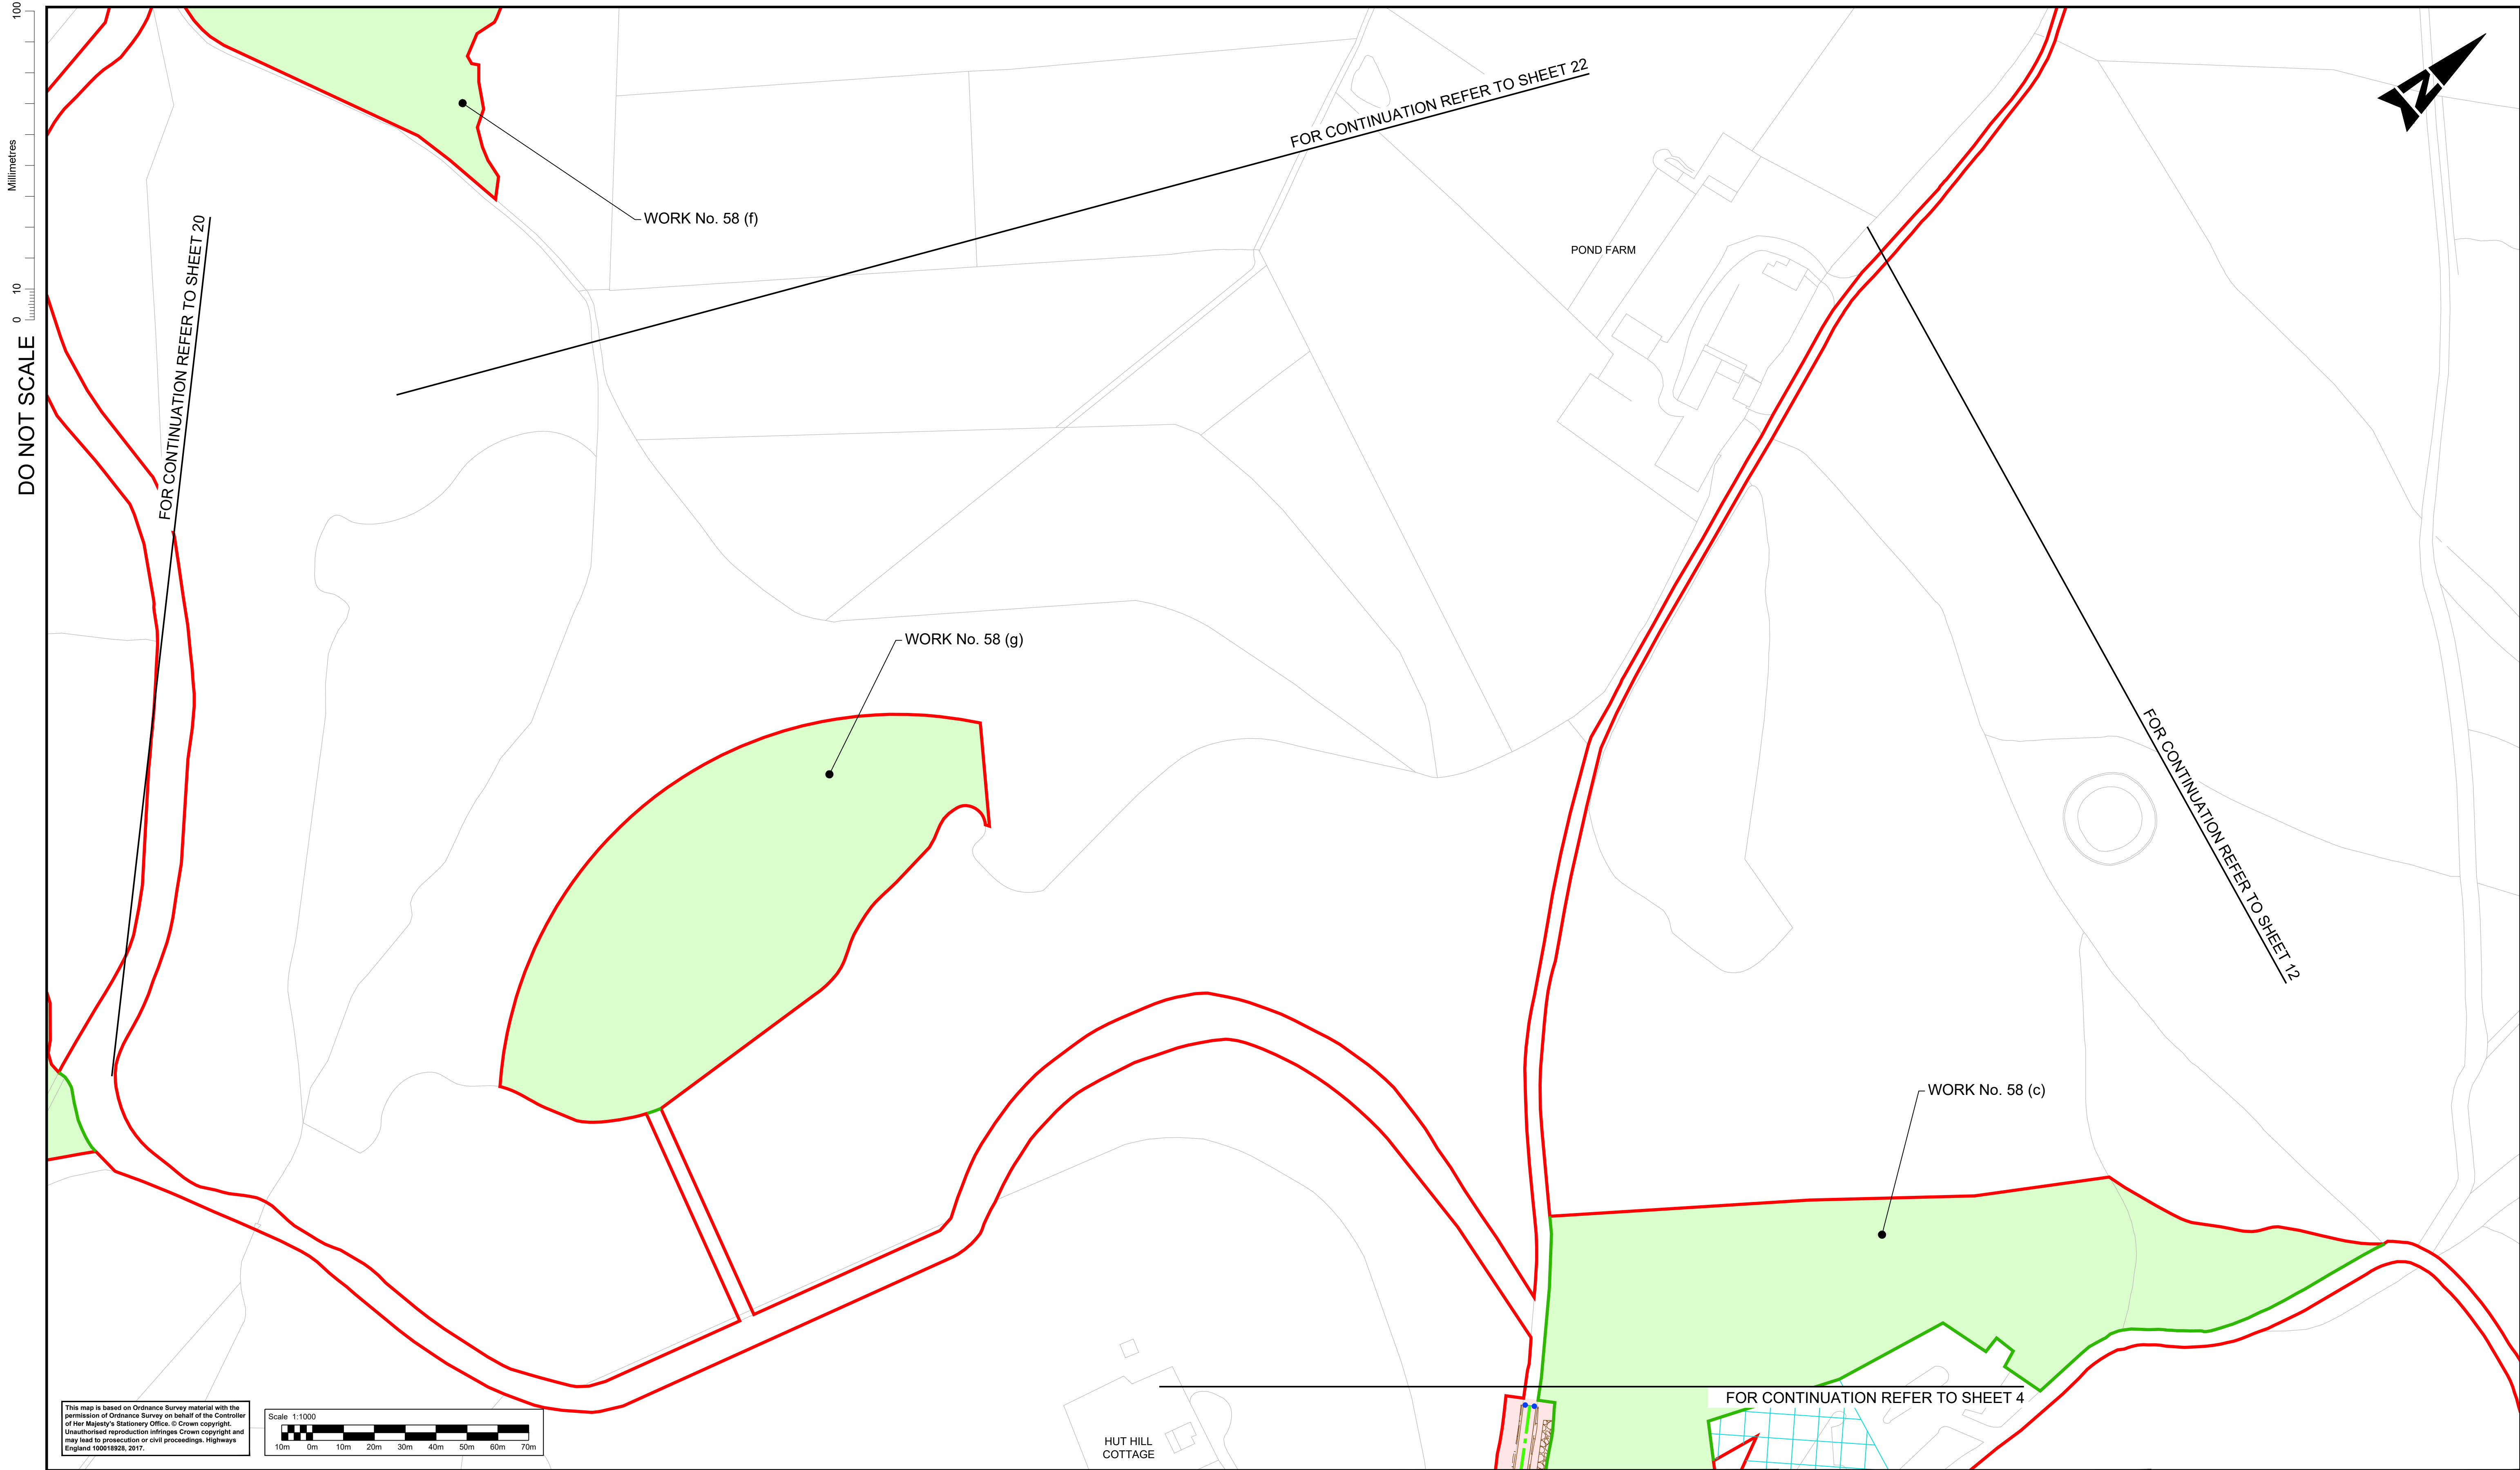 100
Millimetres
10
0
DO NOT SCALE
FOR CONTINUATION REFER TO SHEET 20
WORK No. 58 (f)
FOR CONTINUATION REFER TO SHEET 22
POND FARM
N
WORK No. 58 (g)
FOR CONTINUATION REFER TO SHEET 12
WORK No. 58 (c)
FOR CONTINUATION REFER TO SHEET 4
HUT HILL
COTTAGE
This map is based on Ordnance Survey material with the
permission of Ordnance Survey on behalf of the Controller
of Her Majesty's Stationery Office. © Crown copyright.
Unauthorised reproduction infringes Crown copyright and
may lead to prosecution or civil proceedings. Highways
England 100018928, 2017.
Scale 1:1000
10m 0m 10m 20m 30m 40m 50m 60m 70m